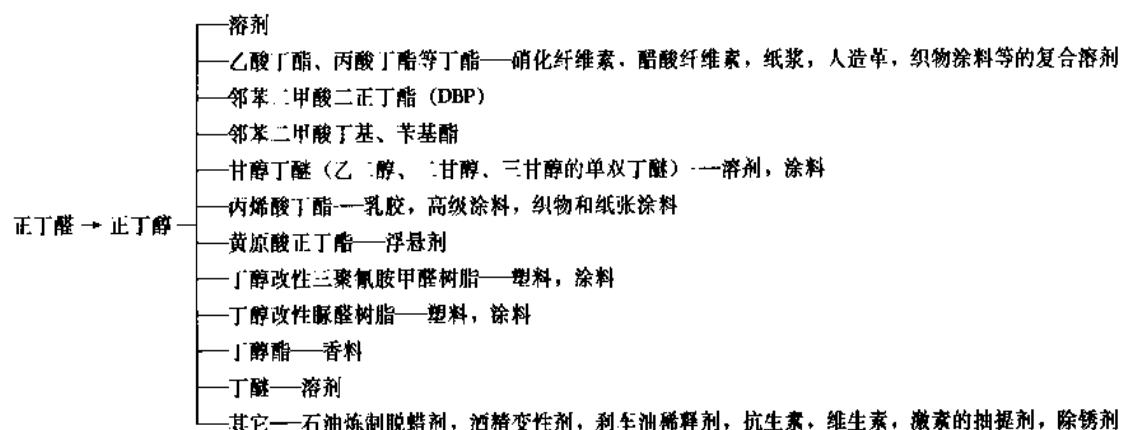 溶剂
乙酸丁酯、丙酸丁酯等丁酯——硝化纤维素，醋酸纤维素，纸浆，人造革，织物涂料等的复合溶剂
邻苯二甲酸二正丁酯（DBP）
邻苯二甲酸丁基、苄基酯
甘醇丁醚（乙二醇、二甘醇、三甘醇的单双丁醚）——溶剂，涂料
丙烯酸丁酯——乳胶，高级涂料，织物和纸张涂料
正丁醛→正丁醇
黄原酸正丁酯——浮悬剂
丁醇改性三聚氰胺甲醛树脂——塑料，涂料
丁醇改性脲醛树脂——塑料，涂料
丁醇酯——香料
丁醚——溶剂
其它——石油炼制脱蜡剂，酒精变性剂，刹车油稀释剂，抗生素，维生素，激素的抽提剂，除锈剂